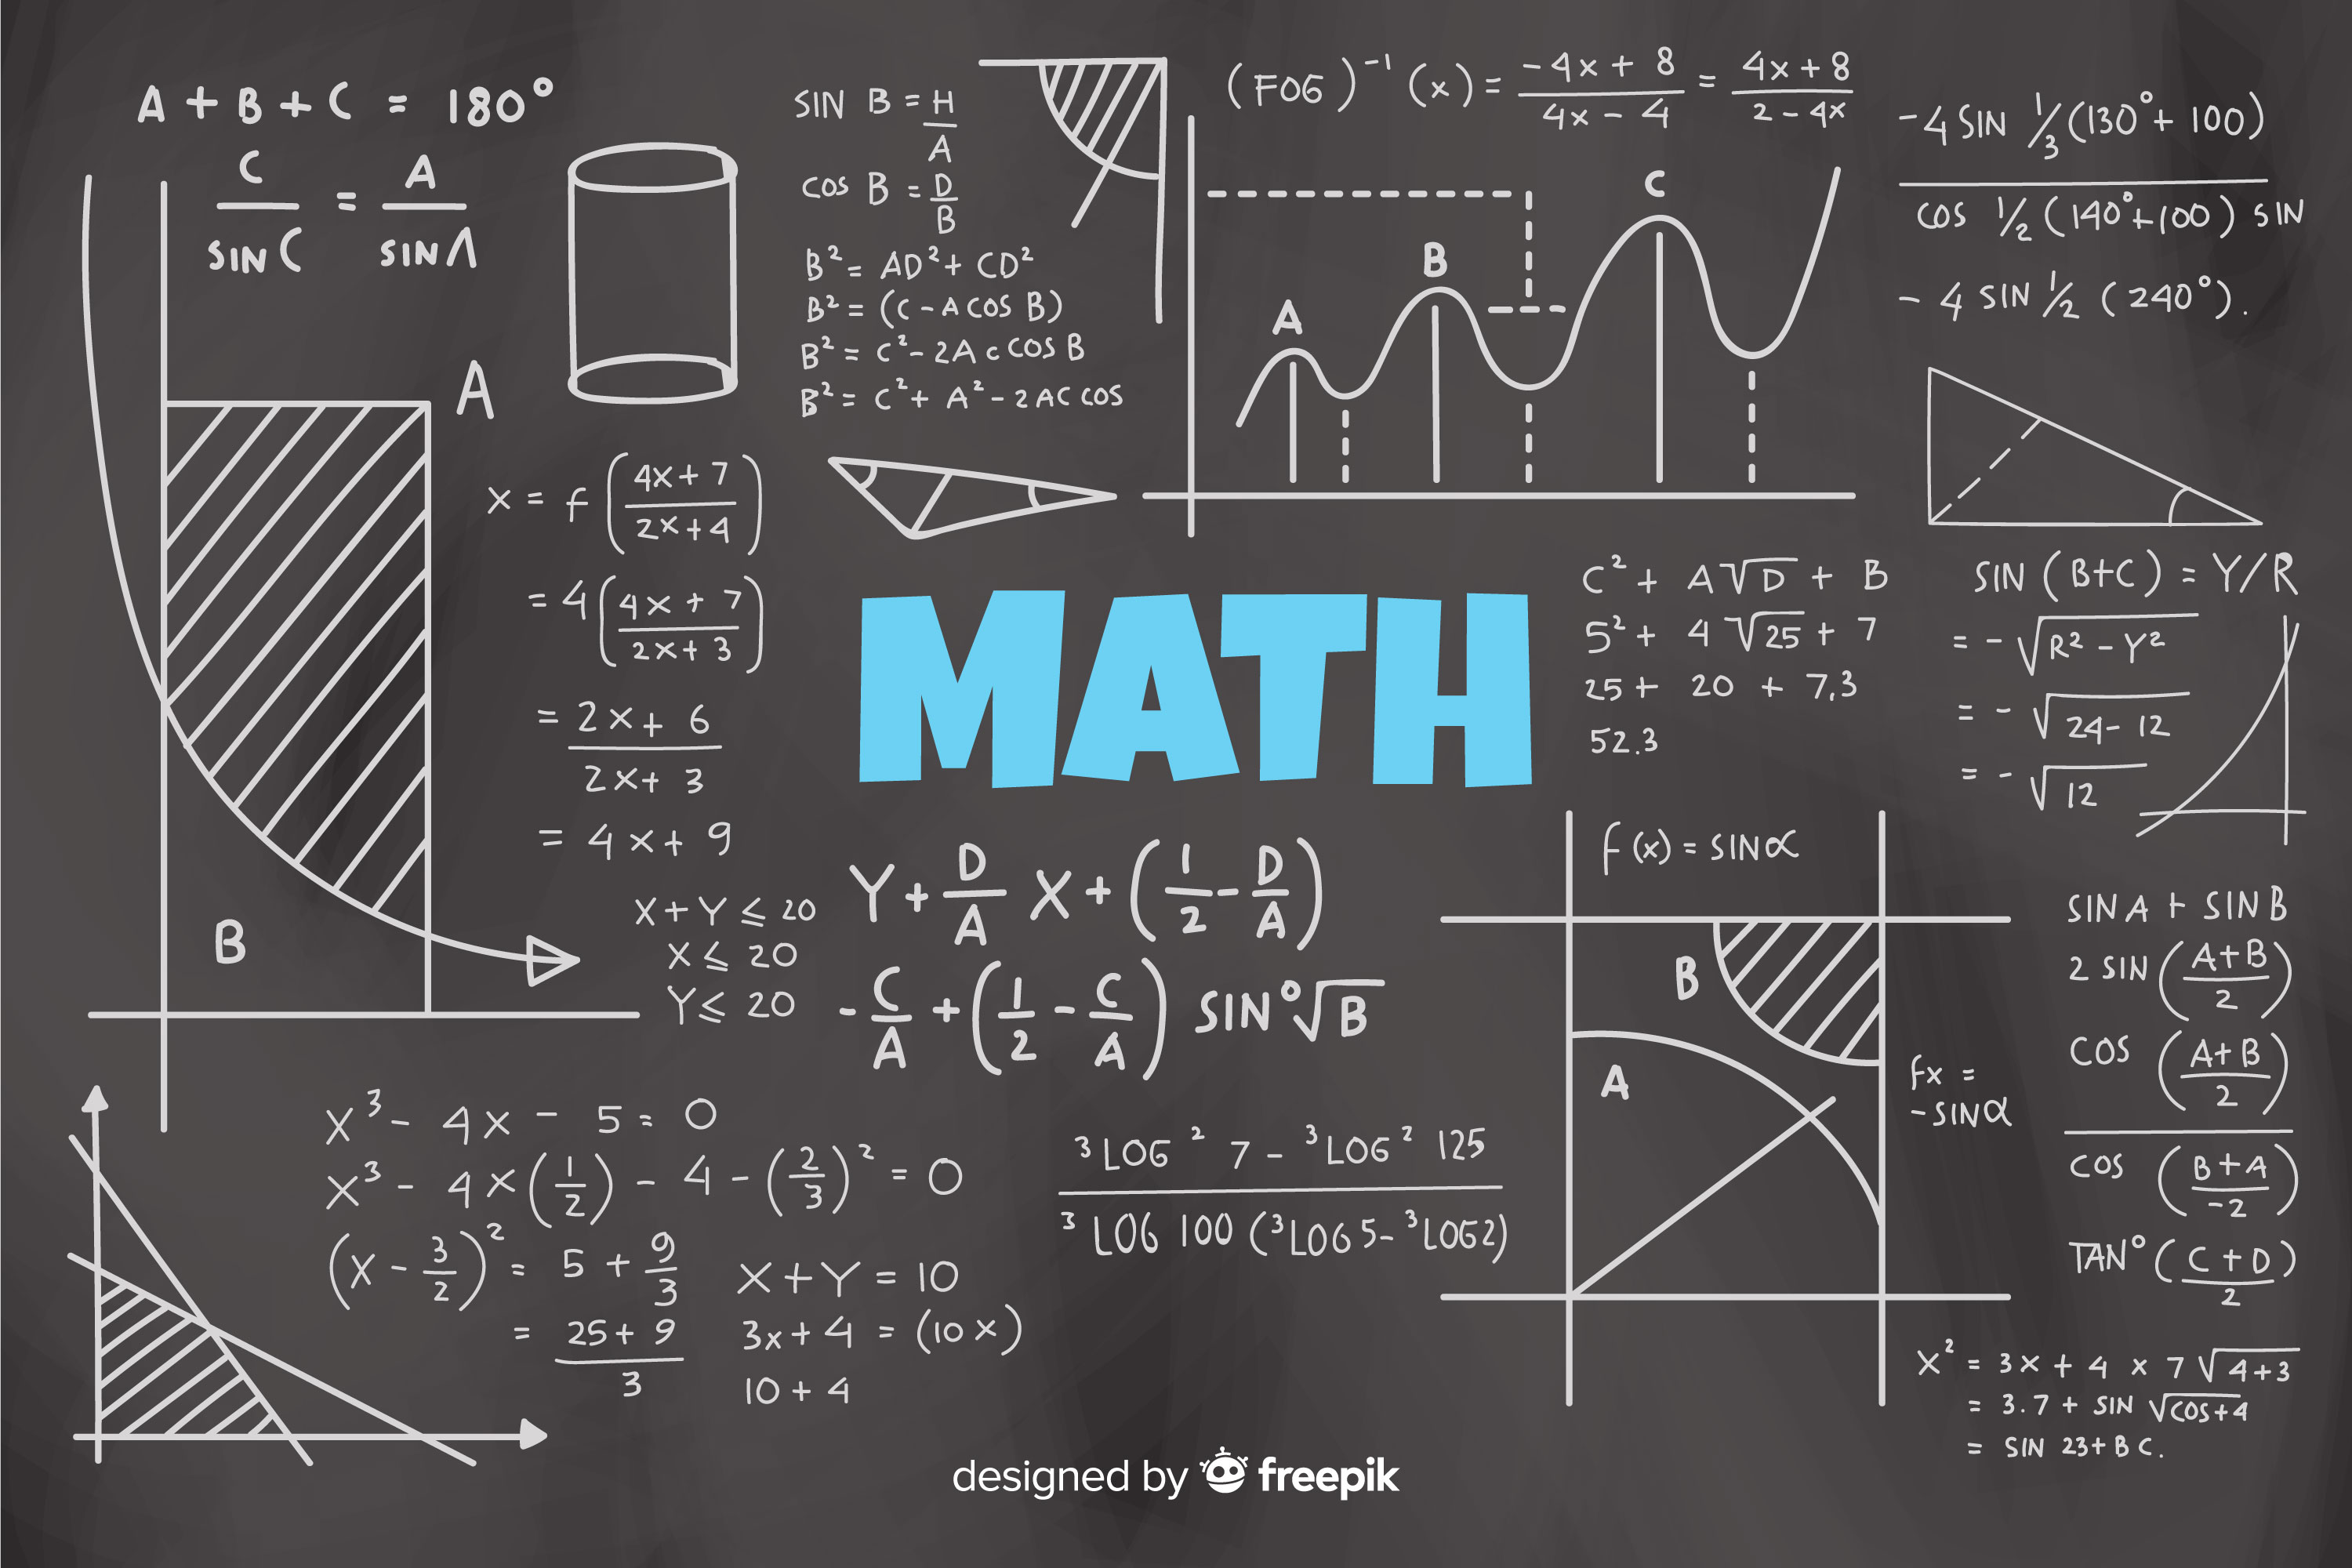 A + B + C = 180°
C/SIN C = A/SIN Λ
A
B
SIN B = H/A
COS B = D/B
B² = AD² + CD²
B² = (C - A COS B)
B² = C² - 2A c COS B
B² = C² + A² - 2AC COS
(FOG)⁻¹ (x) = -4x + 8/4x - 4 = 4x + 8/2 - 4x
A
B
C
-4 SIN 1/3 (130° + 100)
COS 1/2 (140° + 100) SIN
- 4 SIN 1/2 (240°).
x = f (4x + 7/2x + 4)
= 4 (4x + 7/2x + 3)
= 2x + 6/2x + 3
= 4x + 9
X + Y ≤ 20
X ≤ 20
Y ≤ 20
MATH
C² + A√D + B
5² + 4√25 + 7
25 + 20 + 7,3
52.3
SIN (B+C) = Y/R
= - √R² - Y²
= - √24 - 12
= - √12
Y + D/A X + (1/2 - D/A)
- C/A + (1/2 - C/A) SIN °√B
f (x) = SIN α
B
A
fx =
-SIN α
SIN A + SIN B
2 SIN (A+B/2)
COS (A+B/2)
COS (B+A/-2)
TAN° (C+D/2)
X³ - 4x - 5 = 0
X³ - 4 × (1/2) - 4 - (2/3)² = 0
(X - 3/2)² = 5 + 9/3
= 25 + 9/3
X + Y = 10
3x + 4 = (10 x)
10 + 4
³LOG² 7 - ³LOG² 125
³LOG 100 (³LOG 5 - ³LOG 2)
X² = 3x + 4 × 7 √4+3
= 3.7 + SIN √COS+4
= SIN 23 + B C.
designed by freepik